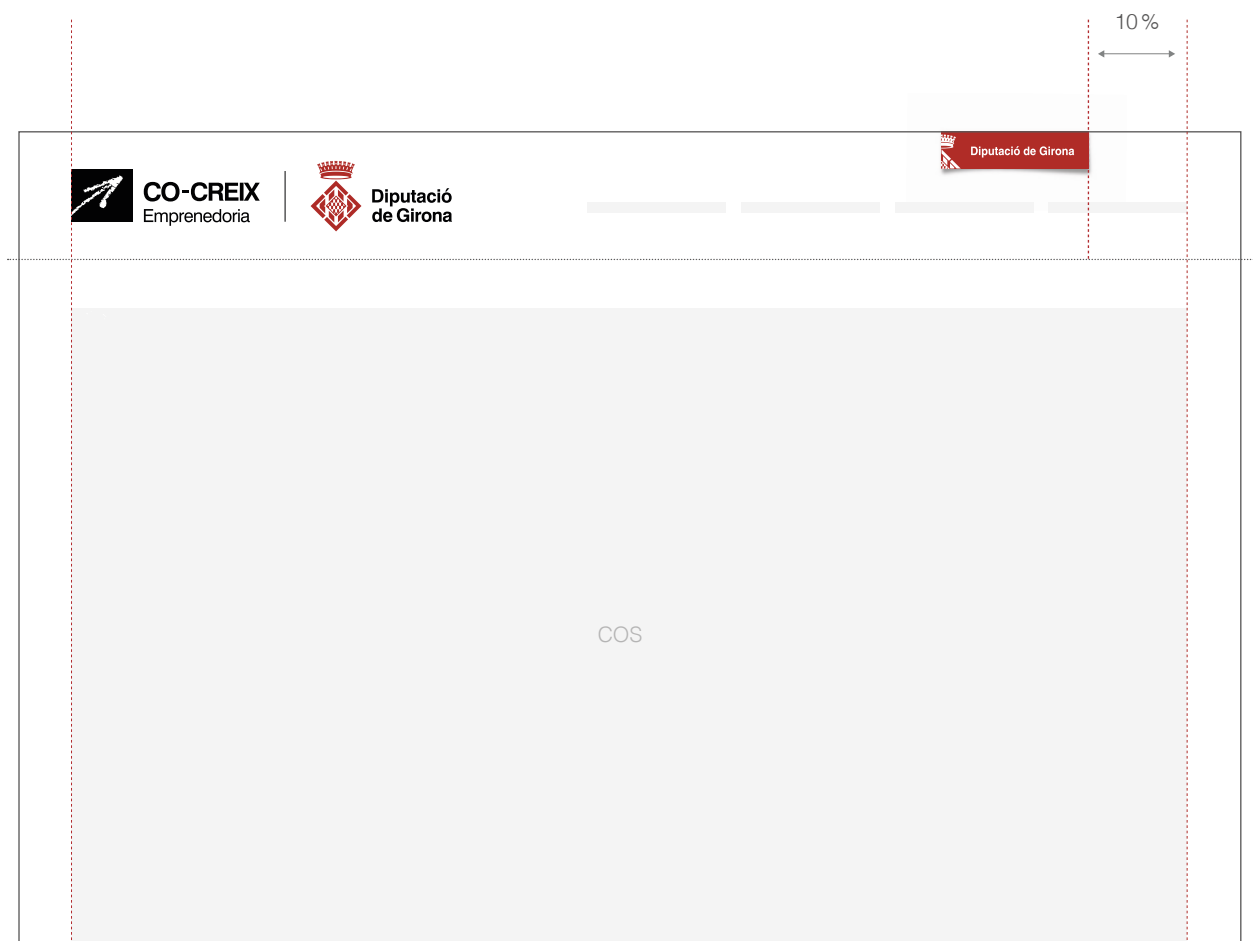 10 %
Diputació de Girona
CO-CREIX
Emprenedoria
Diputació
de Girona
COS